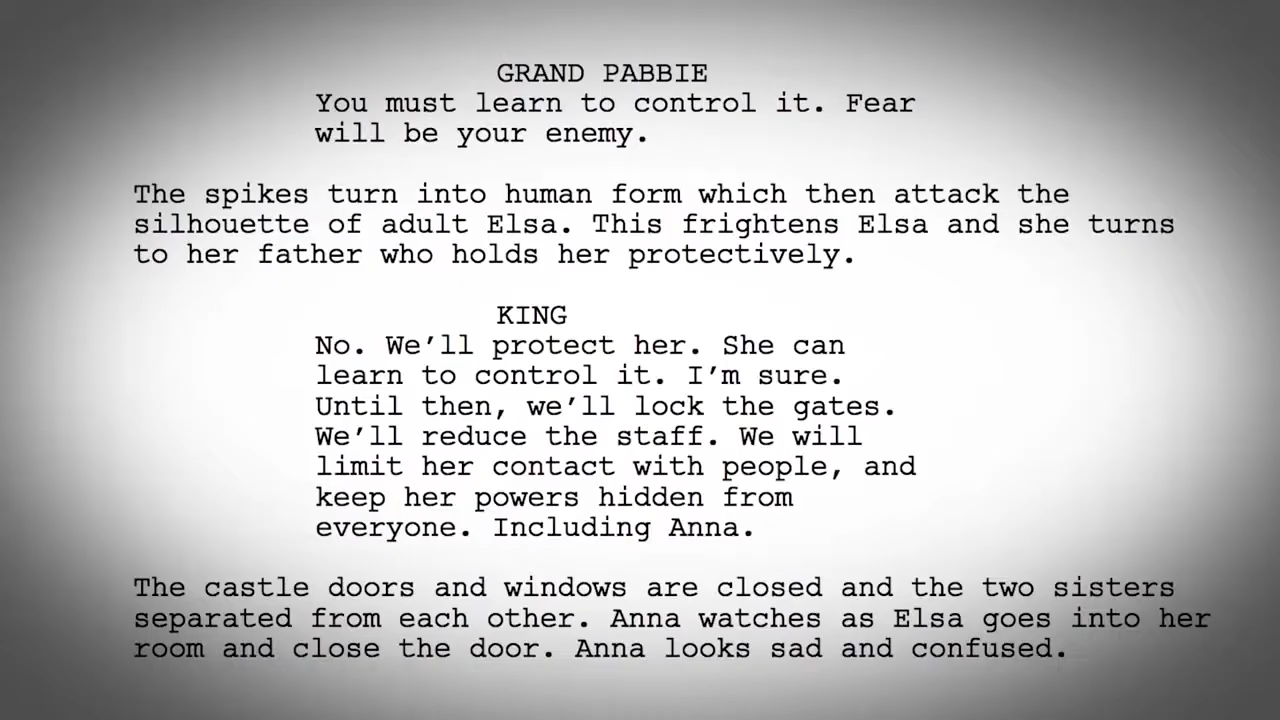 GRAND PABBIE
You must learn to control it. Fear
will be your enemy.
The spikes turn into human form which then attack the
silhouette of adult Elsa. This frightens Elsa and she turns
to her father who holds her protectively.
KING
No. We’ll protect her. She can
learn to control it. I’m sure.
Until then, we’ll lock the gates.
We’ll reduce the staff. We will
limit her contact with people, and
keep her powers hidden from
everyone. Including Anna.
The castle doors and windows are closed and the two sisters
separated from each other. Anna watches as Elsa goes into her
room and close the door. Anna looks sad and confused.